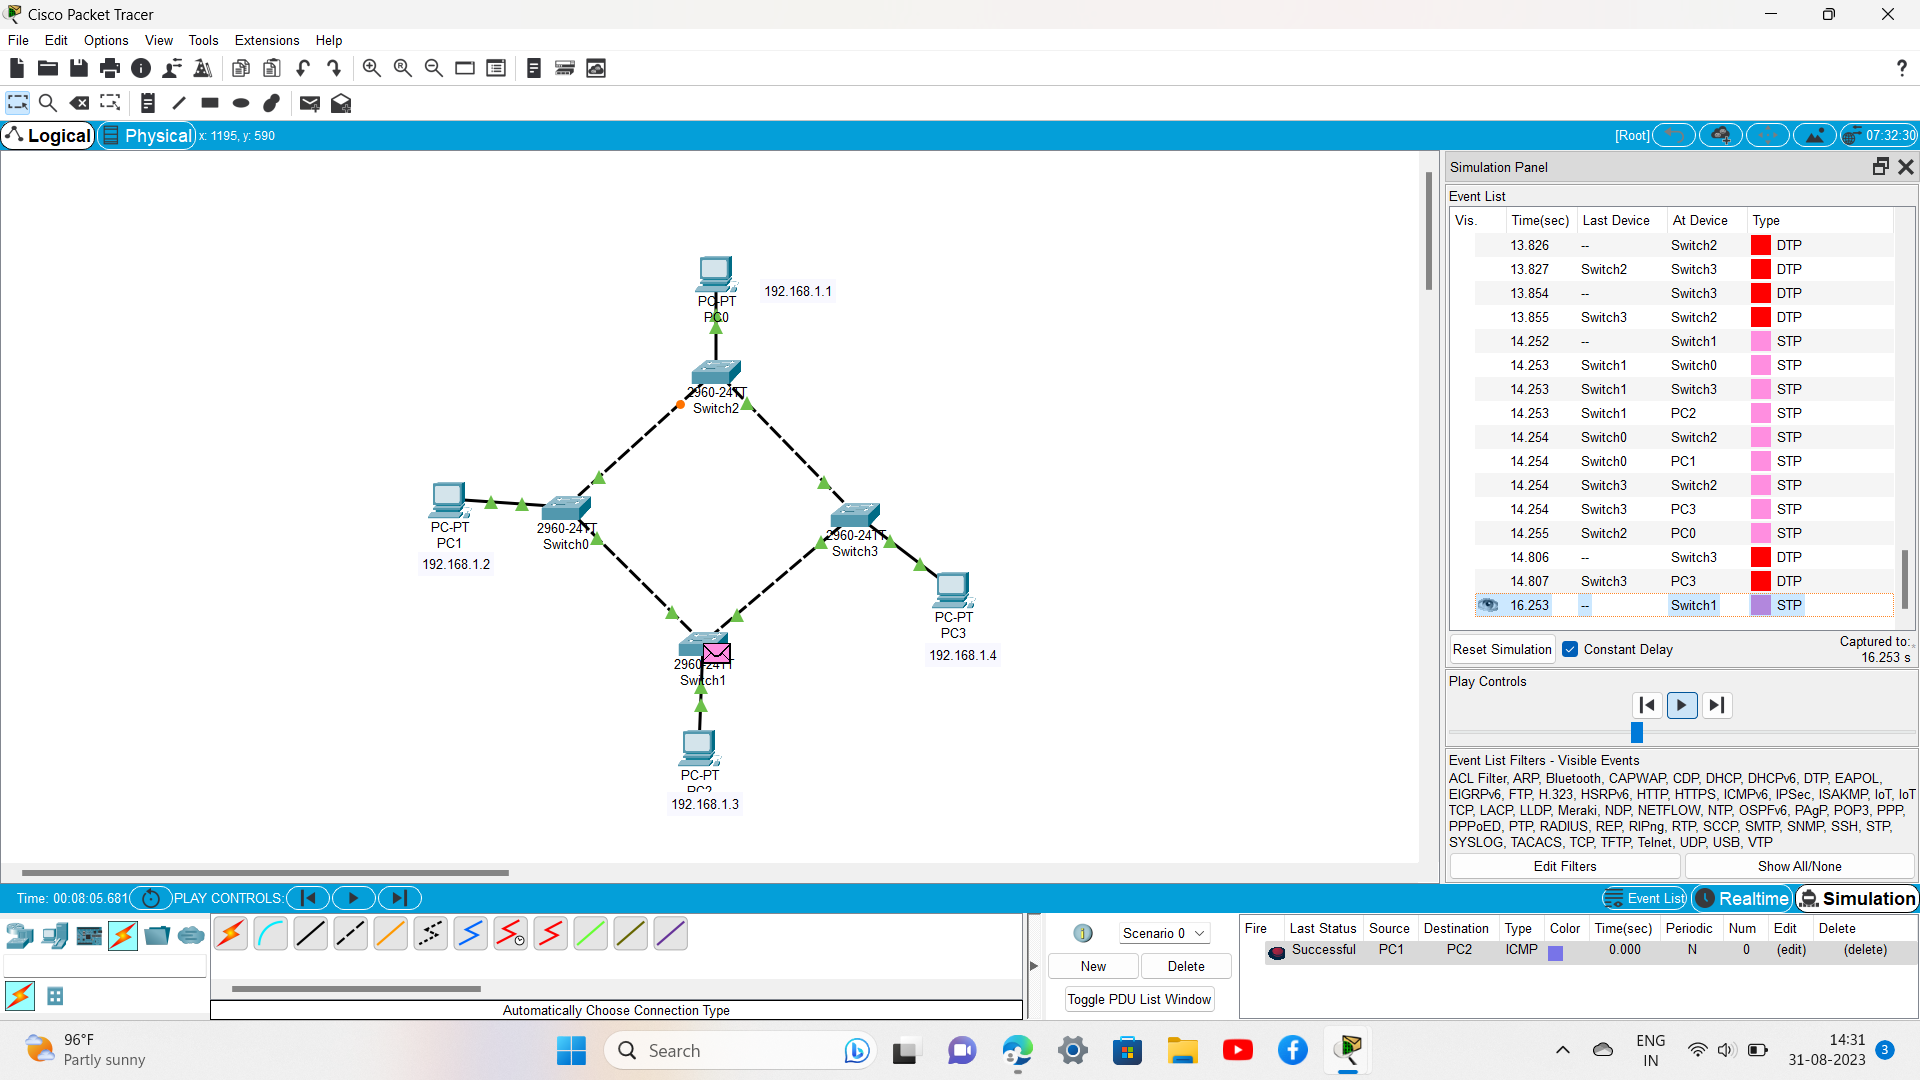 Cisco Packet Tracer
File Edit Options View Tools Extensions Help
?
Logical Physical x: 1195, y: 590 [Root] 07:32:30
PC-PT
PC0
192.168.1.1
2960-24TT
Switch2
PC-PT
PC1
192.168.1.2
2960-24TT
Switch0
2960-24TT
Switch3
PC-PT
PC3
192.168.1.4
2960-24TT
Switch1
PC-PT
PC2
192.168.1.3
Simulation Panel
Event List
Vis. Time(sec) Last Device At Device Type
13.826 -- Switch2 DTP
13.827 Switch2 Switch3 DTP
13.854 -- Switch3 DTP
13.855 Switch3 Switch2 DTP
14.252 -- Switch1 STP
14.253 Switch1 Switch0 STP
14.253 Switch1 Switch3 STP
14.253 Switch1 PC2 STP
14.254 Switch0 Switch2 STP
14.254 Switch0 PC1 STP
14.254 Switch3 Switch2 STP
14.254 Switch3 PC3 STP
14.255 Switch2 PC0 STP
14.806 -- Switch3 DTP
14.807 Switch3 PC3 DTP
16.253 -- Switch1 STP
Reset Simulation Constant Delay Captured to:
16.253 s
Play Controls
Event List Filters - Visible Events
ACL Filter, ARP, Bluetooth, CAPWAP, CDP, DHCP, DHCPv6, DTP, EAPOL,
EIGRPv6, FTP, H.323, HSRPv6, HTTP, HTTPS, ICMPv6, IPSec, ISAKMP, IoT, IoT
TCP, LACP, LLDP, Meraki, NDP, NETFLOW, NTP, OSPFv6, PAgP, POP3, PPP,
PPPoED, PTP, RADIUS, REP, RIPng, RTP, SCCP, SMTP, SNMP, SSH, STP,
SYSLOG, TACACS, TCP, TFTP, Telnet, UDP, USB, VTP
Edit Filters Show All/None
Time: 00:08:05.681 PLAY CONTROLS: Event List Realtime Simulation
Scenario 0
New Delete
Toggle PDU List Window
Fire Last Status Source Destination Type Color Time(sec) Periodic Num Edit Delete
Successful PC1 PC2 ICMP 0.000 N 0 (edit) (delete)
Automatically Choose Connection Type
96°F
Partly sunny
Search
ENG
IN
14:31
31-08-2023
3